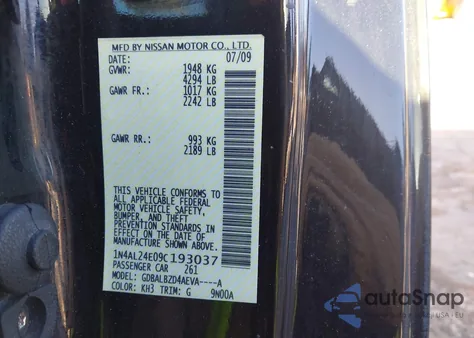 MFD BY NISSAN MOTOR CO., LTD.
DATE: 07/09
GVWR: 1948 KG
4294 LB
GAWR FR: 1017 KG
2242 LB
GAWR RR: 993 KG
2189 LB
THIS VEHICLE CONFORMS TO
ALL APPLICABLE FEDERAL
MOTOR VEHICLE SAFETY,
BUMPER, AND THEFT
PREVENTION STANDARDS
IN EFFECT ON THE DATE OF
MANUFACTURE SHOWN ABOVE.
1N4AL24E09C193037
PASSENGER CAR 261
MODEL: GDBALBZD4AEVA----A
COLOR: KH3 TRIM: G 9N00A
autoSnap